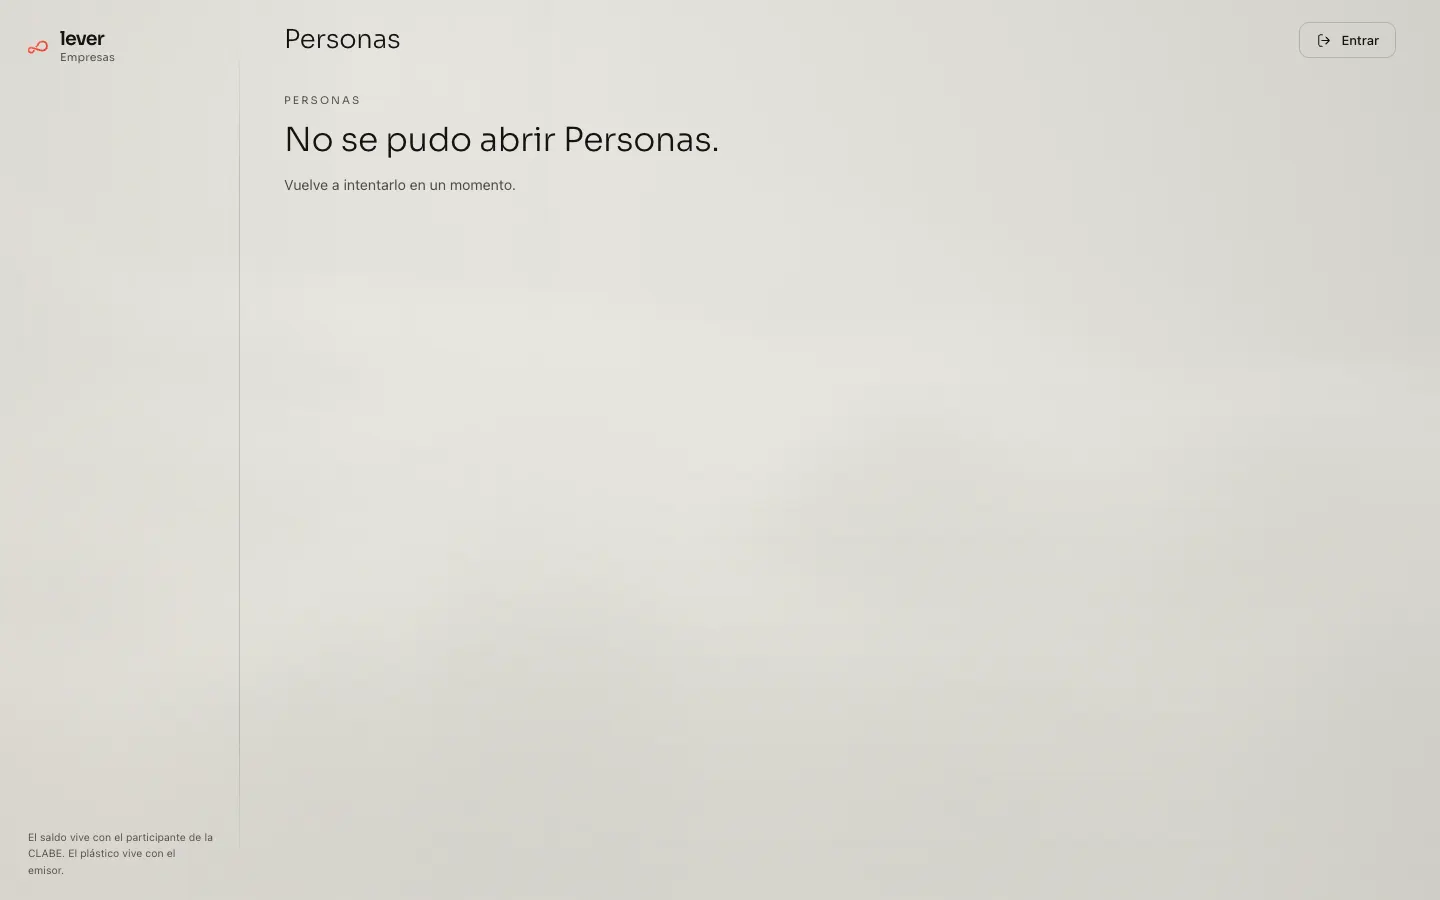 lever
Empresas
Personas
Entrar
PERSONAS
No se pudo abrir Personas.
Vuelve a intentarlo en un momento.
El saldo vive con el participante de la
CLABE. El plástico vive con el
emisor.